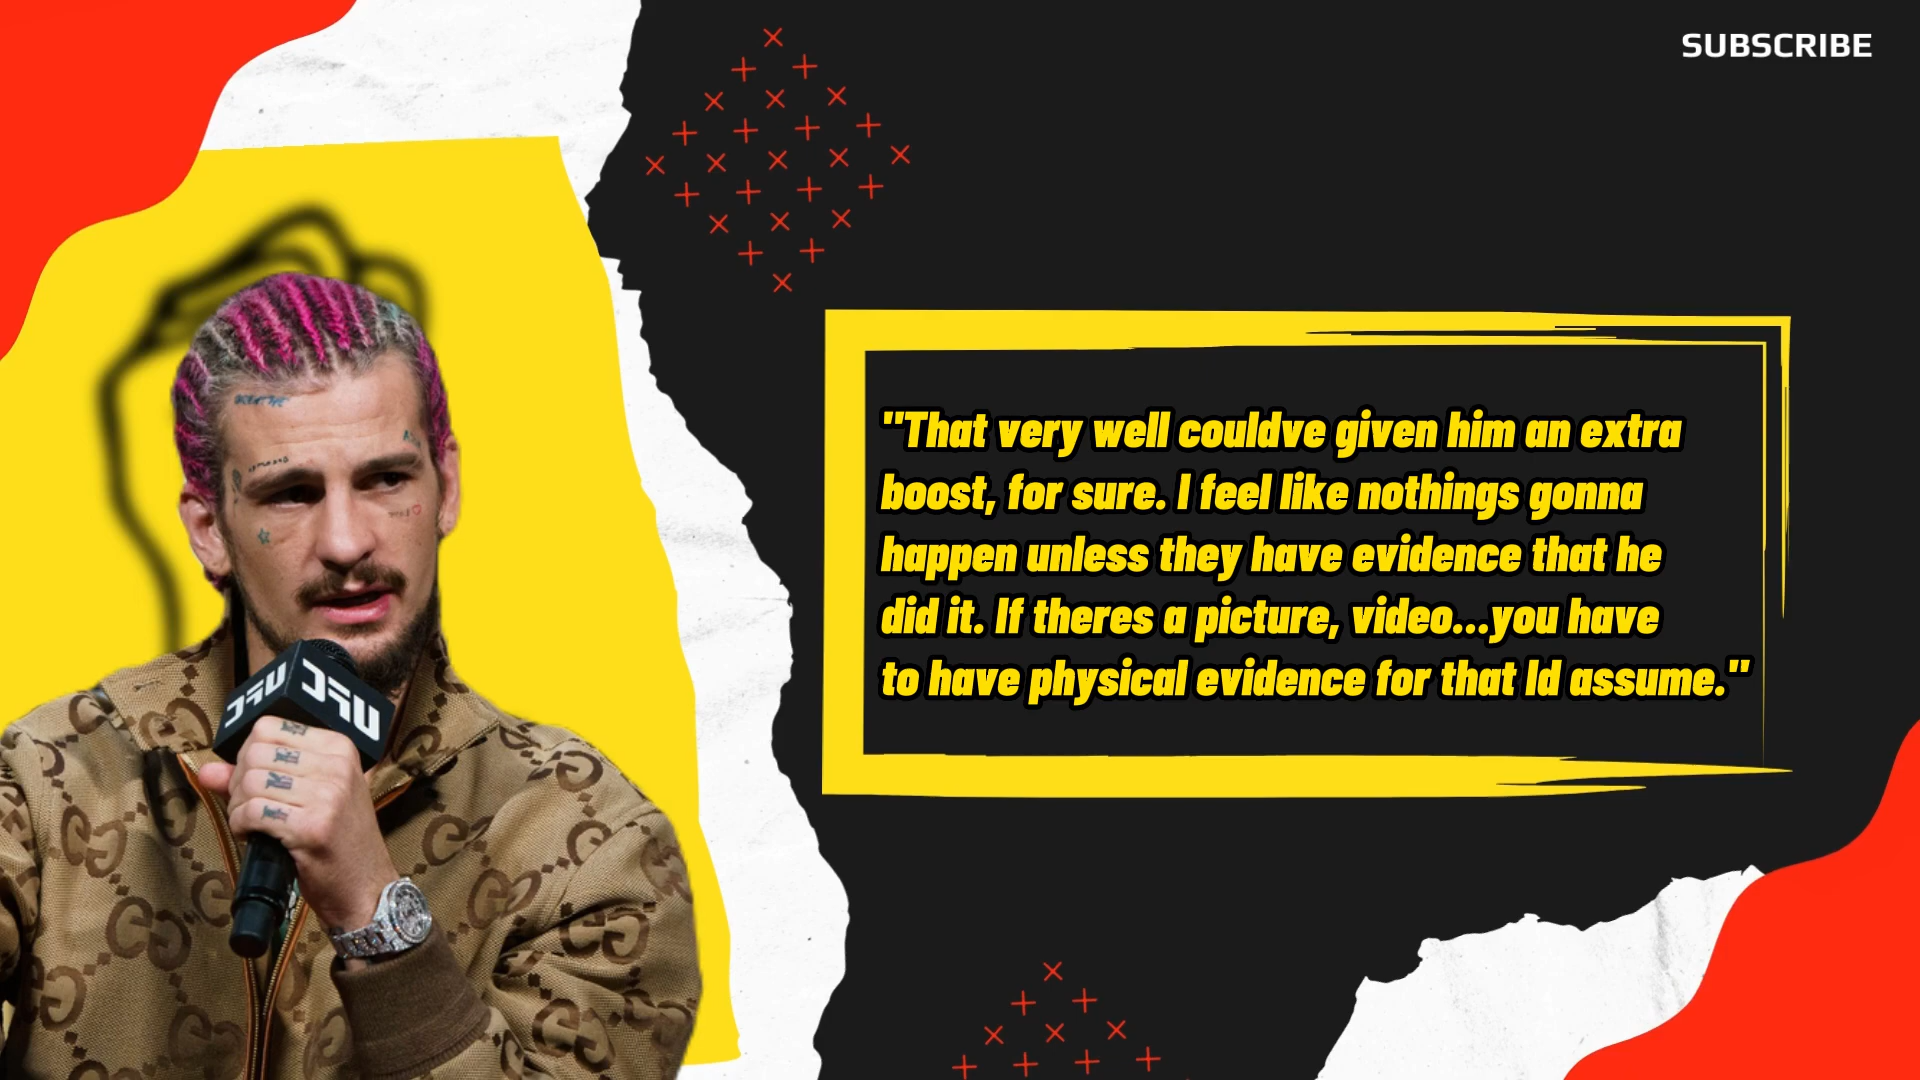 SUBSCRIBE
"That very well couldve given him an extra
boost, for sure. I feel like nothings gonna
happen unless they have evidence that he
did it. If theres a picture, video...you have
to have physical evidence for that Id assume."
UFC UFC